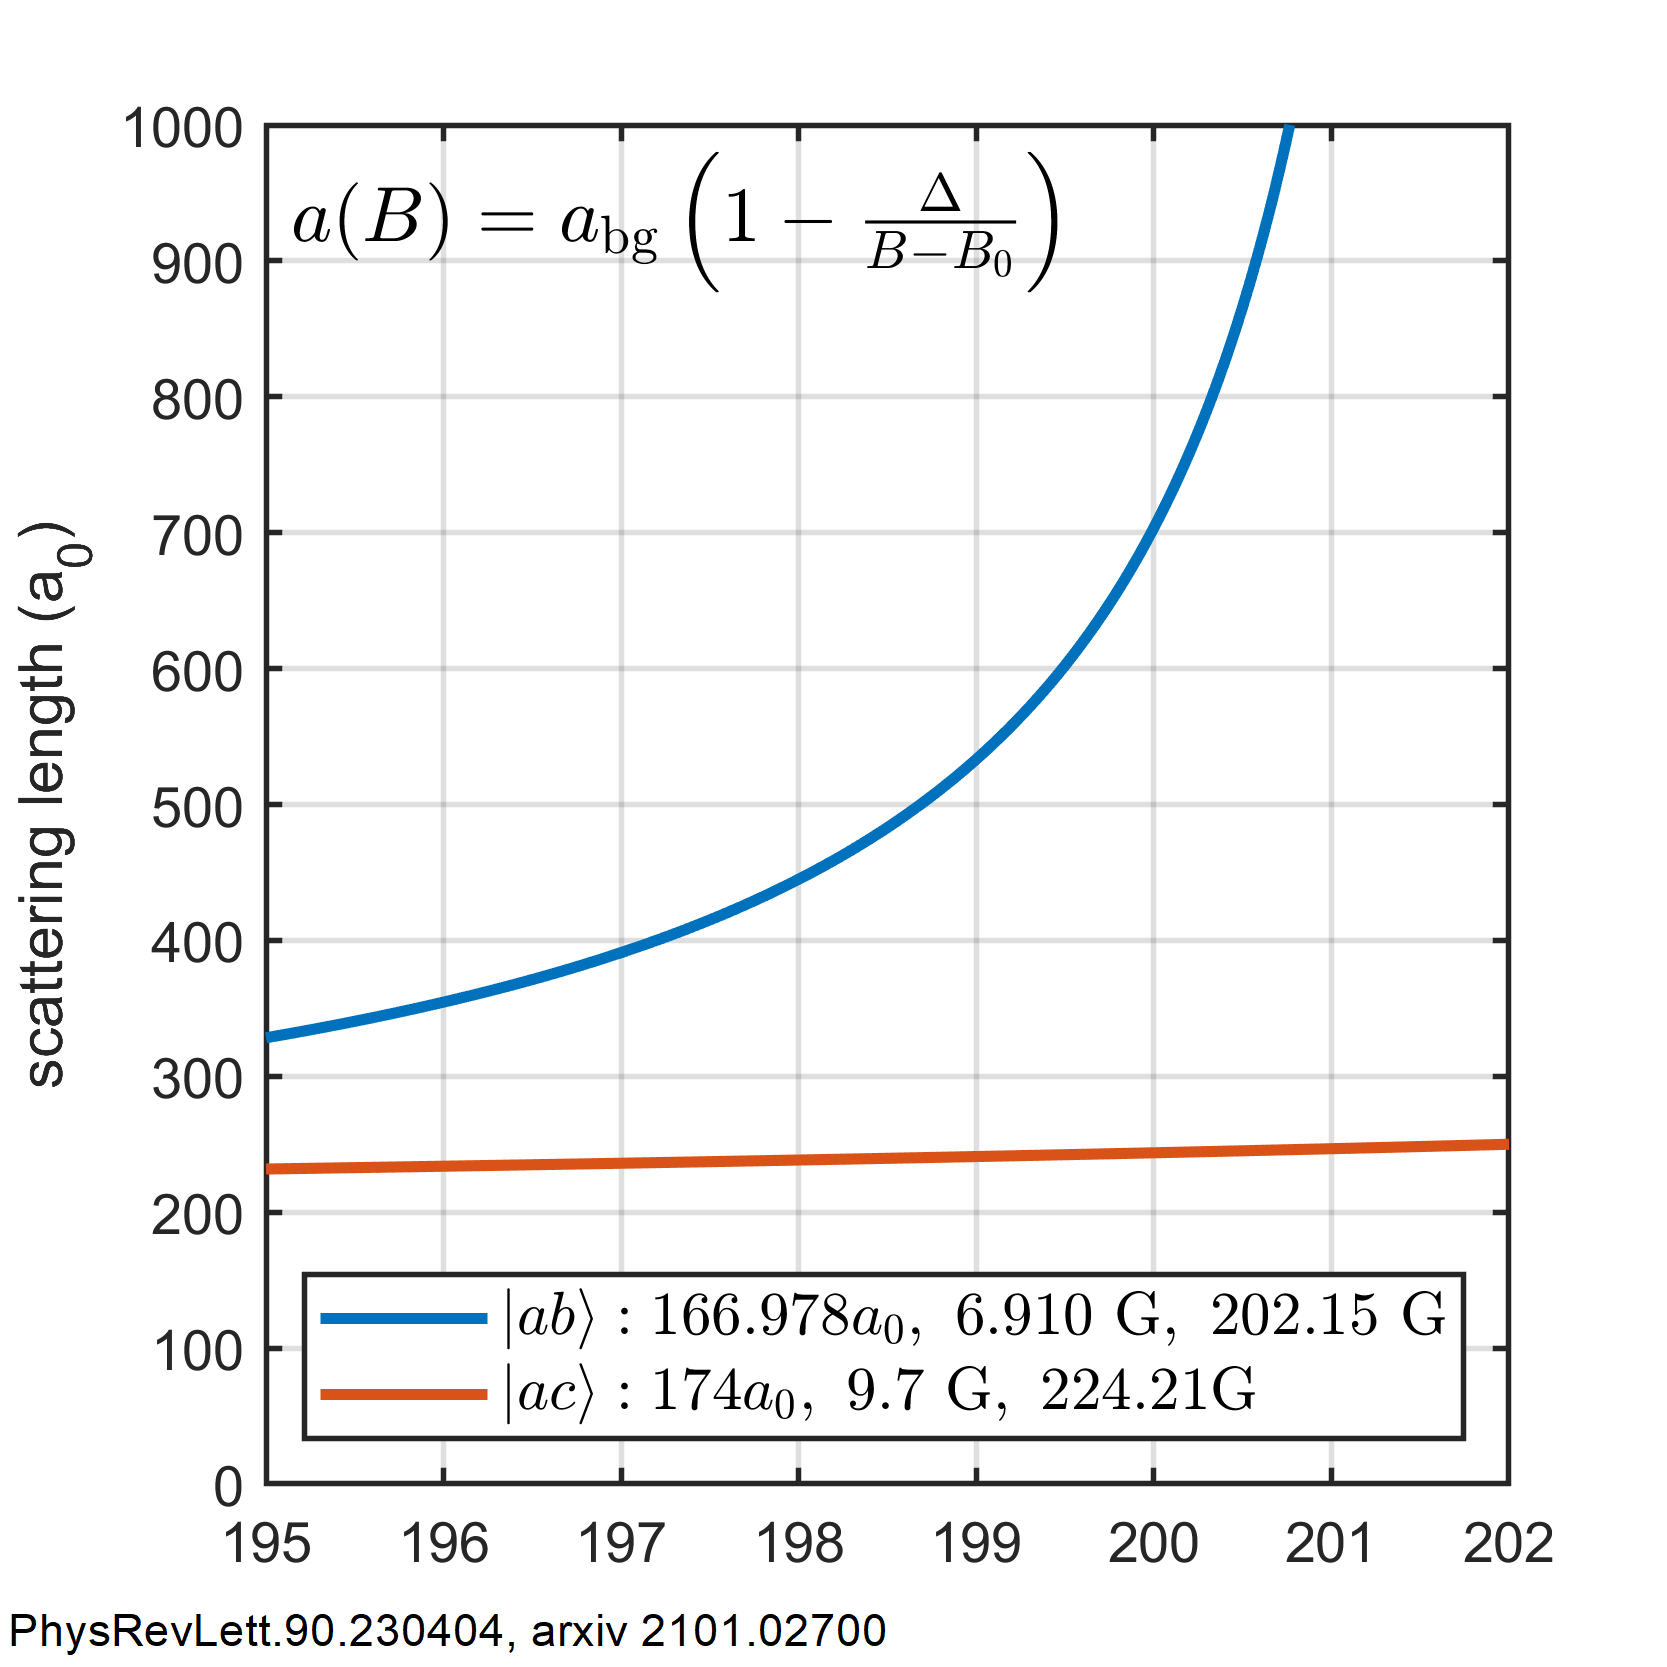 1000
a(B) = a_bg (1 − Δ/(B−B_0))
900
800
700
600
500
400
300
200
100
0
scattering length (a_0)
|ab⟩ : 166.978a_0, 6.910 G, 202.15 G
|ac⟩ : 174a_0, 9.7 G, 224.21G
195 196 197 198 199 200 201 202
PhysRevLett.90.230404, arxiv 2101.02700